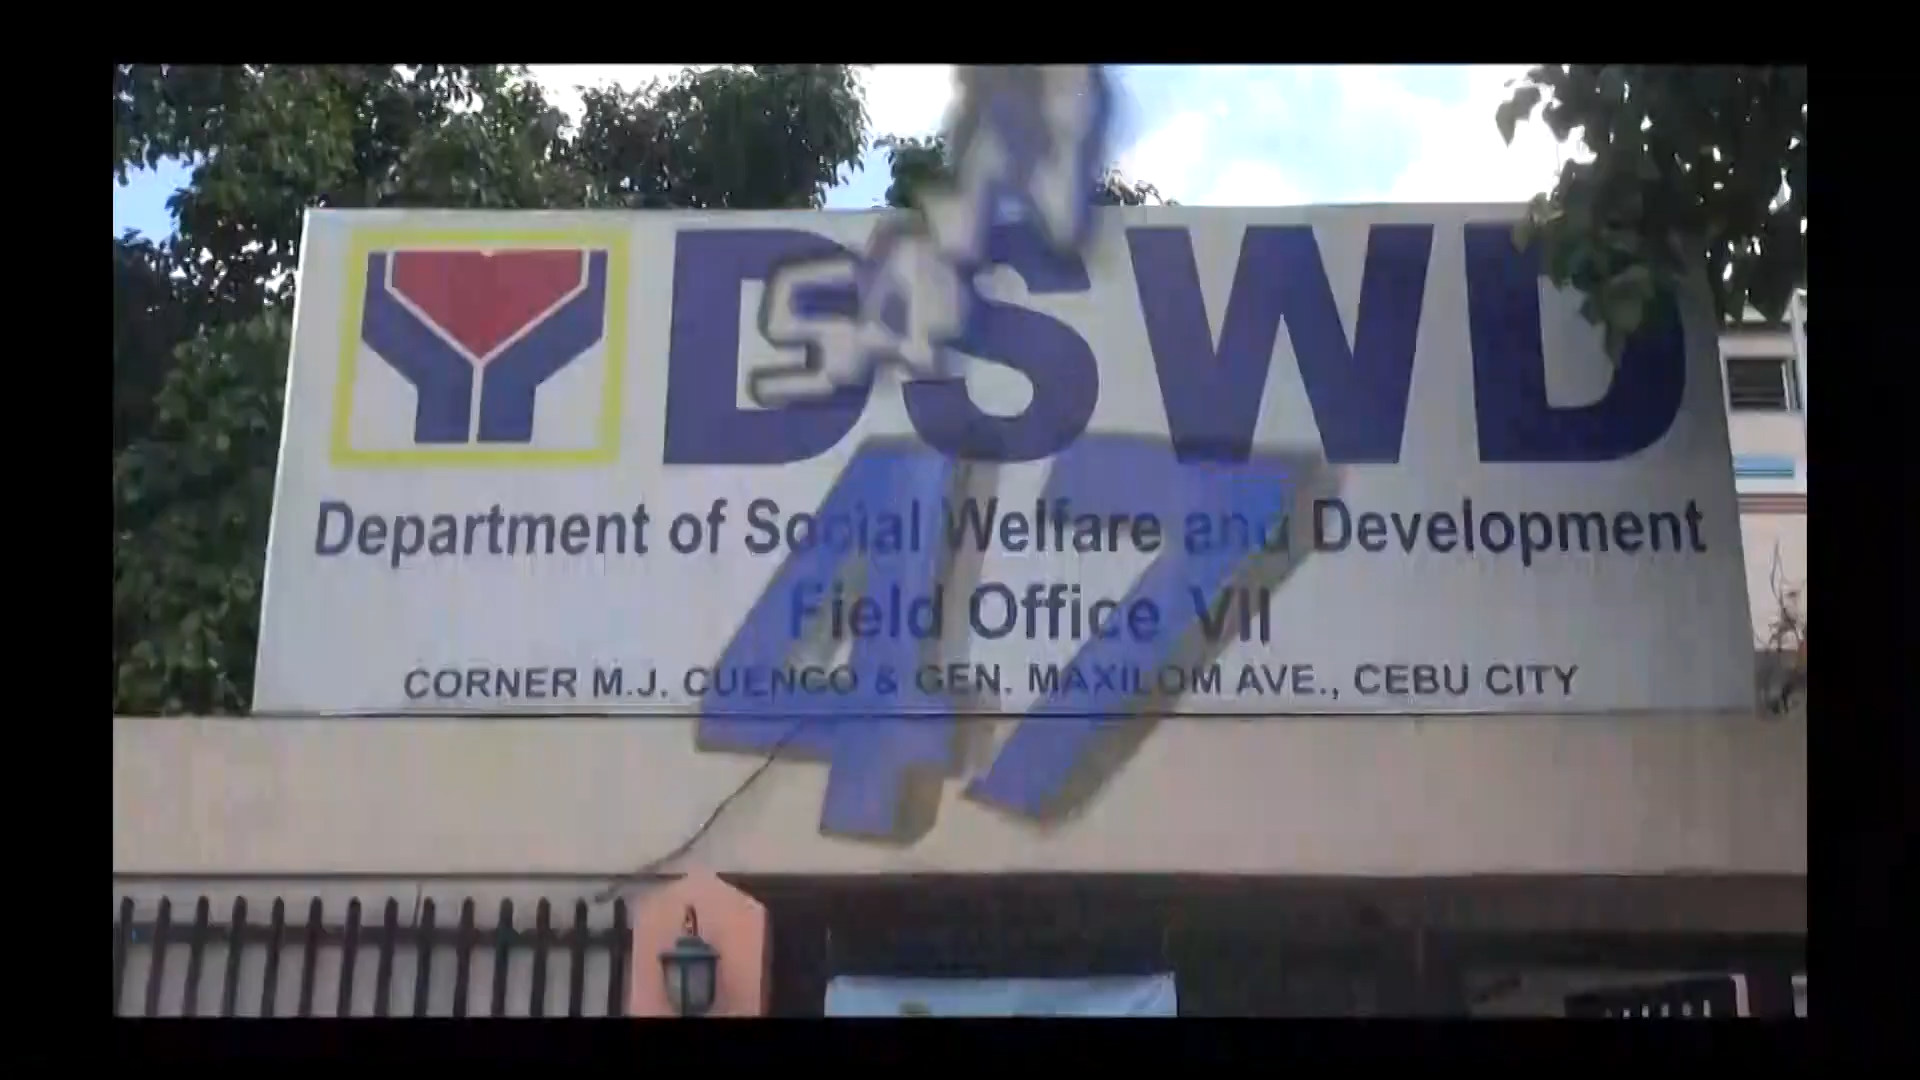 DSWD
Department of Social Welfare and Development
Field Office VII
CORNER M.J. CUENCO & GEN. MAXILOM AVE., CEBU CITY
47